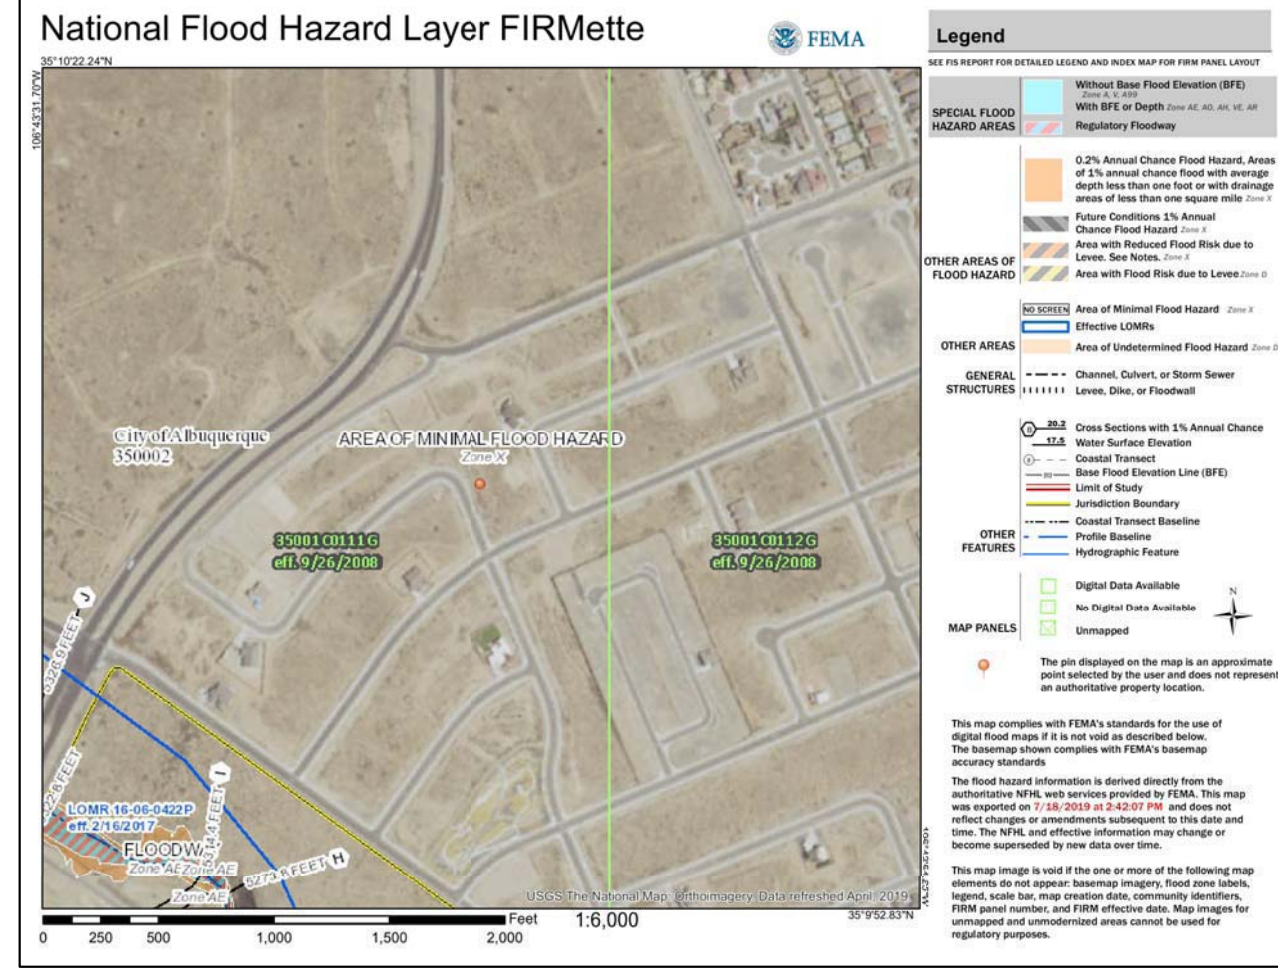 National Flood Hazard Layer FIRMette
FEMA
35°10'22.24"N
106°43'31.70"W
City of Albuquerque
350002
AREA OF MINIMAL FLOOD HAZARD
Zone X
35001C0111G
eff. 9/26/2008
35001C0112G
eff. 9/26/2008
J
5326.9 FEET
I
5314.4 FEET
LOMR 16-06-0422P
eff. 2/16/2017
FLOODW
Zone AE Zone AE
Zone AE
5273.8 FEET H
USGS The National Map: Orthoimagery. Data refreshed April, 2019.
35°9'52.83"N
0 250 500 1,000 1,500 2,000
Feet
1:6,000
Legend
SEE FIS REPORT FOR DETAILED LEGEND AND INDEX MAP FOR FIRM PANEL LAYOUT
SPECIAL FLOOD
HAZARD AREAS
Without Base Flood Elevation (BFE)
Zone A, V, A99
With BFE or Depth Zone AE, AO, AH, VE, AR
Regulatory Floodway
OTHER AREAS OF
FLOOD HAZARD
0.2% Annual Chance Flood Hazard, Areas
of 1% annual chance flood with average
depth less than one foot or with drainage
areas of less than one square mile Zone X
Future Conditions 1% Annual
Chance Flood Hazard Zone X
Area with Reduced Flood Risk due to
Levee. See Notes. Zone X
Area with Flood Risk due to Levee Zone D
OTHER AREAS
NO SCREEN Area of Minimal Flood Hazard Zone X
Effective LOMRs
Area of Undetermined Flood Hazard Zone D
GENERAL
STRUCTURES
Channel, Culvert, or Storm Sewer
Levee, Dike, or Floodwall
OTHER
FEATURES
20.2 Cross Sections with 1% Annual Chance
17.5 Water Surface Elevation
Coastal Transect
Base Flood Elevation Line (BFE)
Limit of Study
Jurisdiction Boundary
Coastal Transect Baseline
Profile Baseline
Hydrographic Feature
MAP PANELS
Digital Data Available
No Digital Data Available
Unmapped
N
The pin displayed on the map is an approximate
point selected by the user and does not represent
an authoritative property location.
This map complies with FEMA's standards for the use of
digital flood maps if it is not void as described below.
The basemap shown complies with FEMA's basemap
accuracy standards
The flood hazard information is derived directly from the
authoritative NFHL web services provided by FEMA. This map
was exported on 7/18/2019 at 2:42:07 PM and does not
reflect changes or amendments subsequent to this date and
time. The NFHL and effective information may change or
become superseded by new data over time.
This map image is void if the one or more of the following map
elements do not appear: basemap imagery, flood zone labels,
legend, scale bar, map creation date, community identifiers,
FIRM panel number, and FIRM effective date. Map images for
unmapped and unmodernized areas cannot be used for
regulatory purposes.